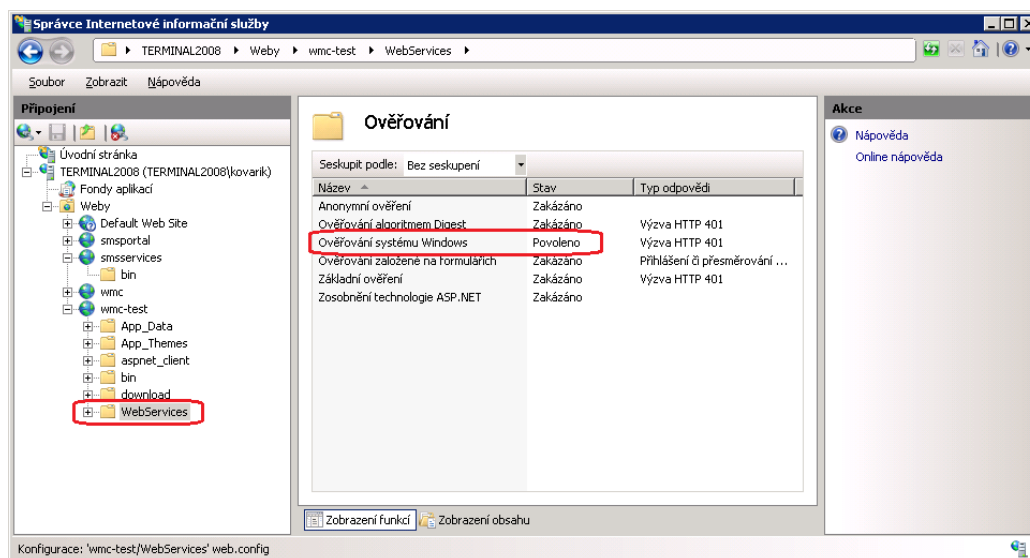 Správce Internetové informační služby
TERMINAL2008 Weby wmc-test WebServices
Soubor Zobrazit Nápověda
Připojení
Úvodní stránka
TERMINAL2008 (TERMINAL2008\kovarik)
Fondy aplikací
Weby
Default Web Site
smsportal
smsservices
bin
wmc
wmc-test
App_Data
App_Themes
aspnet_client
bin
download
WebServices
Ověřování
Seskupit podle: Bez seskupení
Název Stav Typ odpovědi
Anonymní ověření Zakázáno
Ověřování algoritmem Digest Zakázáno Výzva HTTP 401
Ověřování systému Windows Povoleno Výzva HTTP 401
Ověřování založené na formulářích Zakázáno Přihlášení či přesměrování ...
Základní ověření Zakázáno Výzva HTTP 401
Zosobnění technologie ASP.NET Zakázáno
Zobrazení funkcí Zobrazení obsahu
Akce
Nápověda
Online nápověda
Konfigurace: 'wmc-test/WebServices' web.config